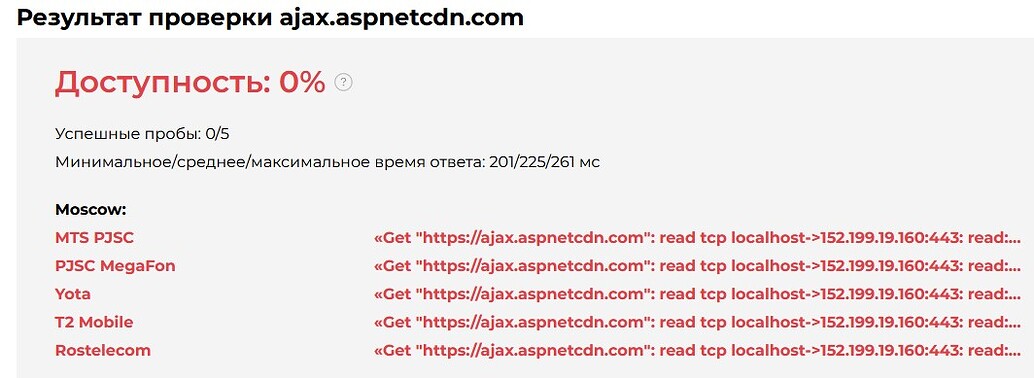 Результат проверки ajax.aspnetcdn.com
Доступность: 0% ?
Успешные пробы: 0/5
Минимальное/среднее/максимальное время ответа: 201/225/261 мс
Moscow:
MTS PJSC «Get "https://ajax.aspnetcdn.com": read tcp localhost->152.199.19.160:443: read:...
PJSC MegaFon «Get "https://ajax.aspnetcdn.com": read tcp localhost->152.199.19.160:443: read:...
Yota «Get "https://ajax.aspnetcdn.com": read tcp localhost->152.199.19.160:443: read:...
T2 Mobile «Get "https://ajax.aspnetcdn.com": read tcp localhost->152.199.19.160:443: read:...
Rostelecom «Get "https://ajax.aspnetcdn.com": read tcp localhost->152.199.19.160:443: read:...